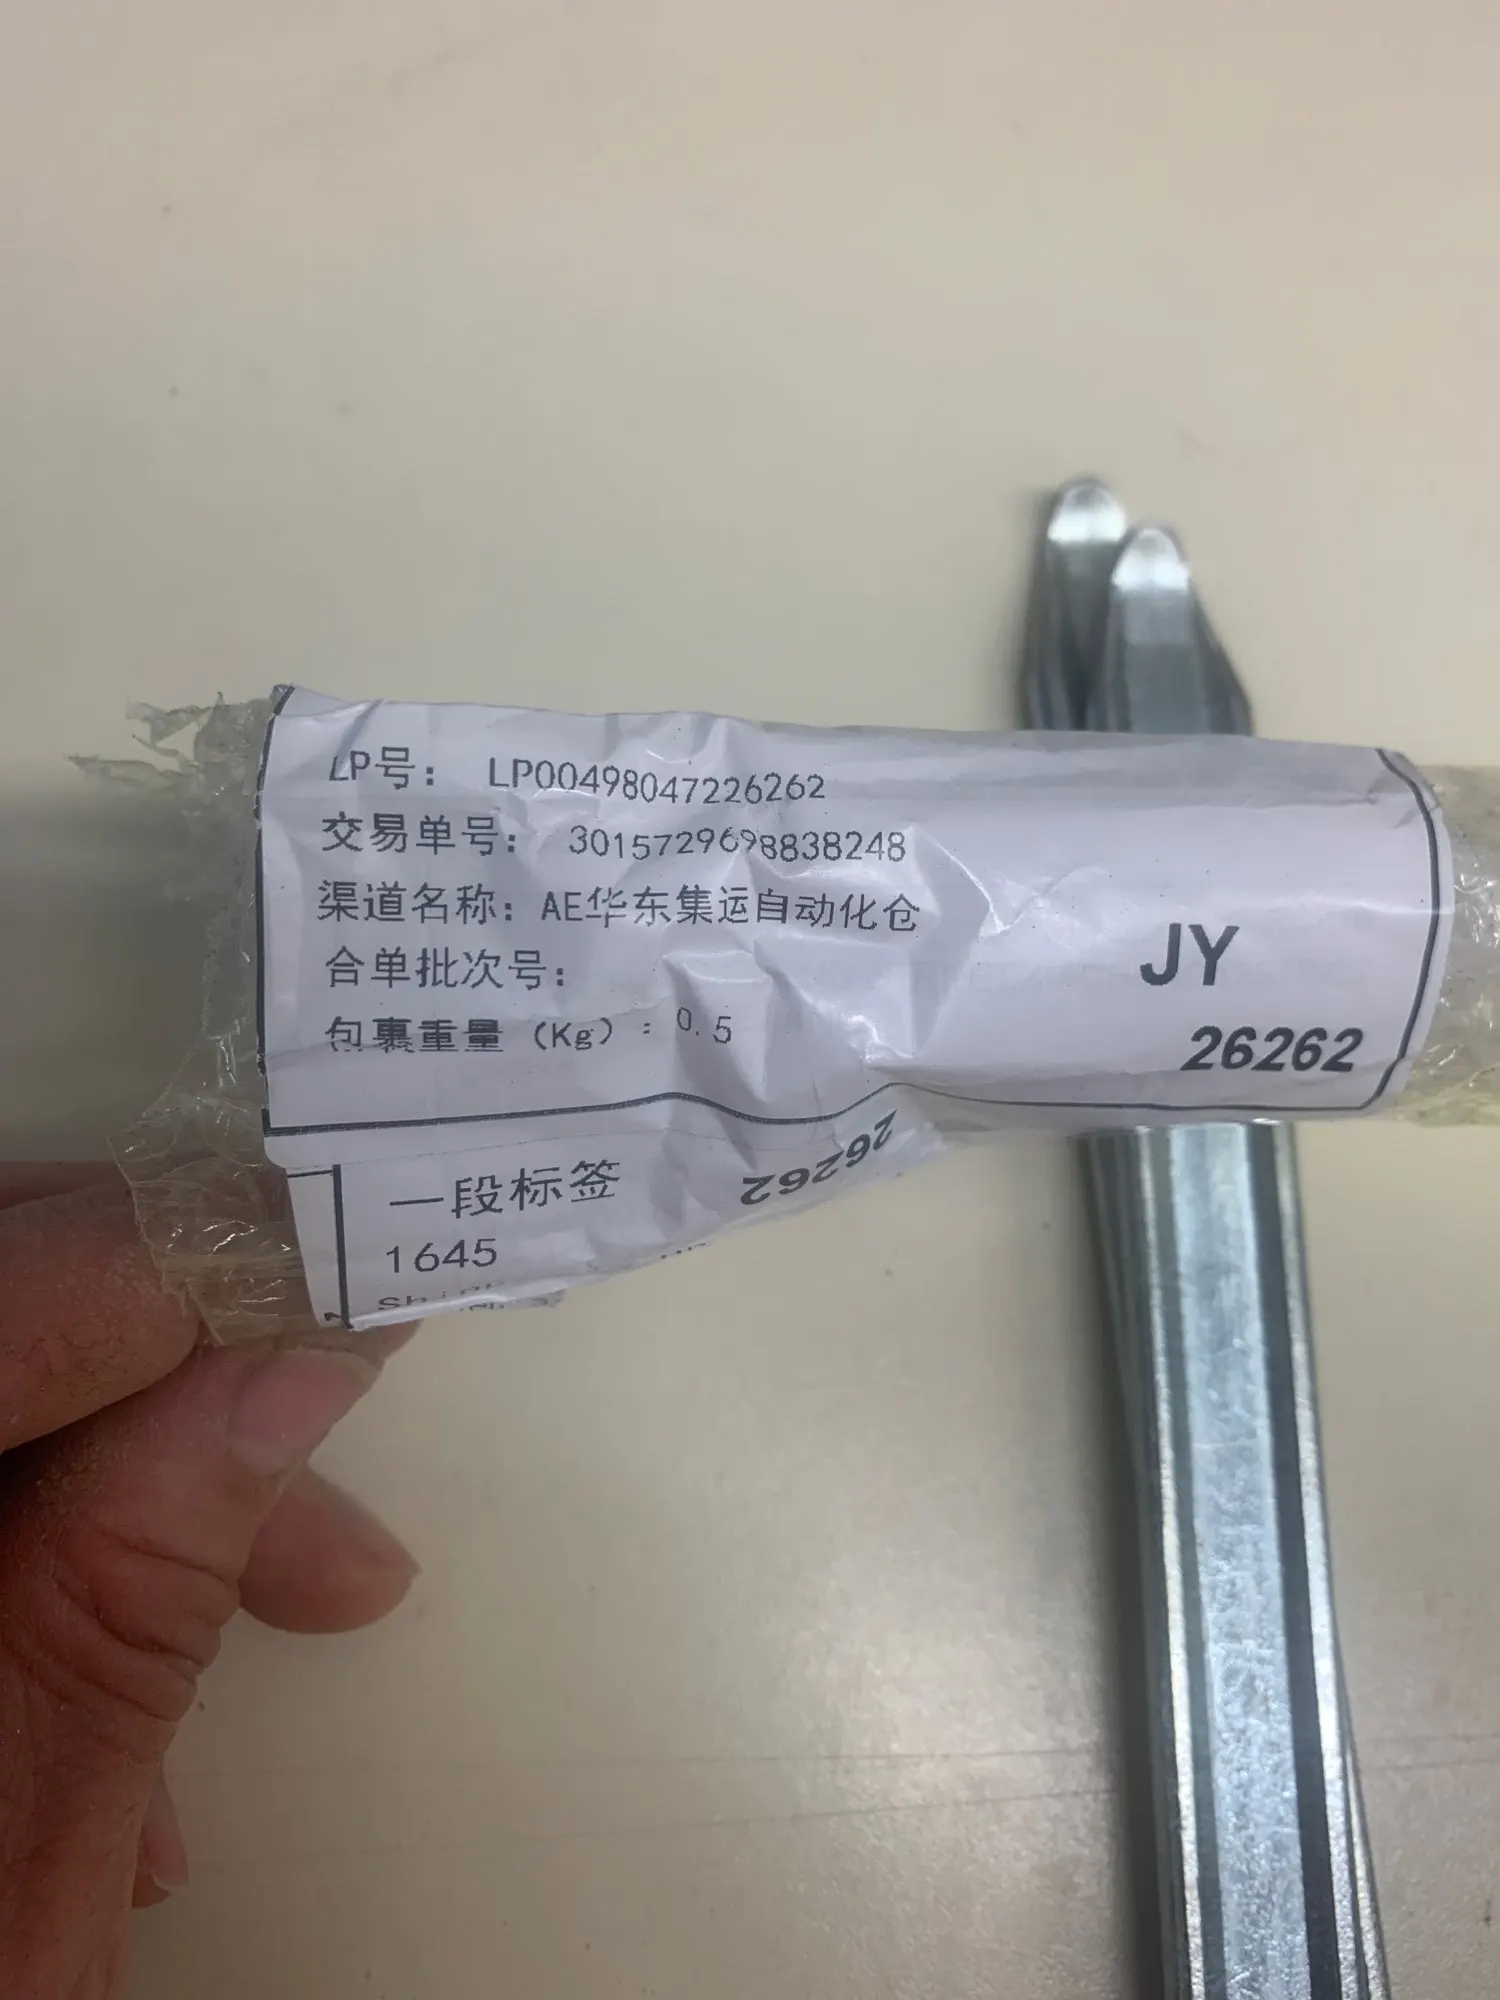 LP号: LP00498047226262
交易单号: 3015729698838248
渠道名称: AE华东集运自动化仓
合单批次号:
包裹重量 (Kg) : 0.5
JY
26262
一段标签
26262
1645